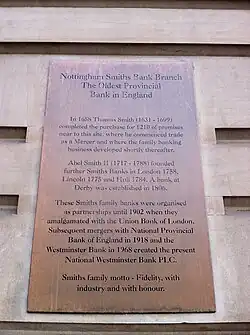 Nottingham Smiths Bank Branch
The Oldest Provincial
Bank in England
In 1658 Thomas Smith (1631 - 1699)
completed the purchase for £210 of premises
near to this site, where he commenced trade
as a Mercer and where the family banking
business developed shortly thereafter.
Abel Smith II (1717 - 1788) founded
further Smiths Banks in London 1758,
Lincoln 1775 and Hull 1784. A bank at
Derby was established in 1806.
These Smiths family banks were organised
as partnerships until 1902 when they
amalgamated with the Union Bank of London.
Subsequent mergers with National Provincial
Bank of England in 1918 and the
Westminster Bank in 1968 created the present
National Westminster Bank PLC.
Smiths family motto - Fidelity, with
industry and with honour.